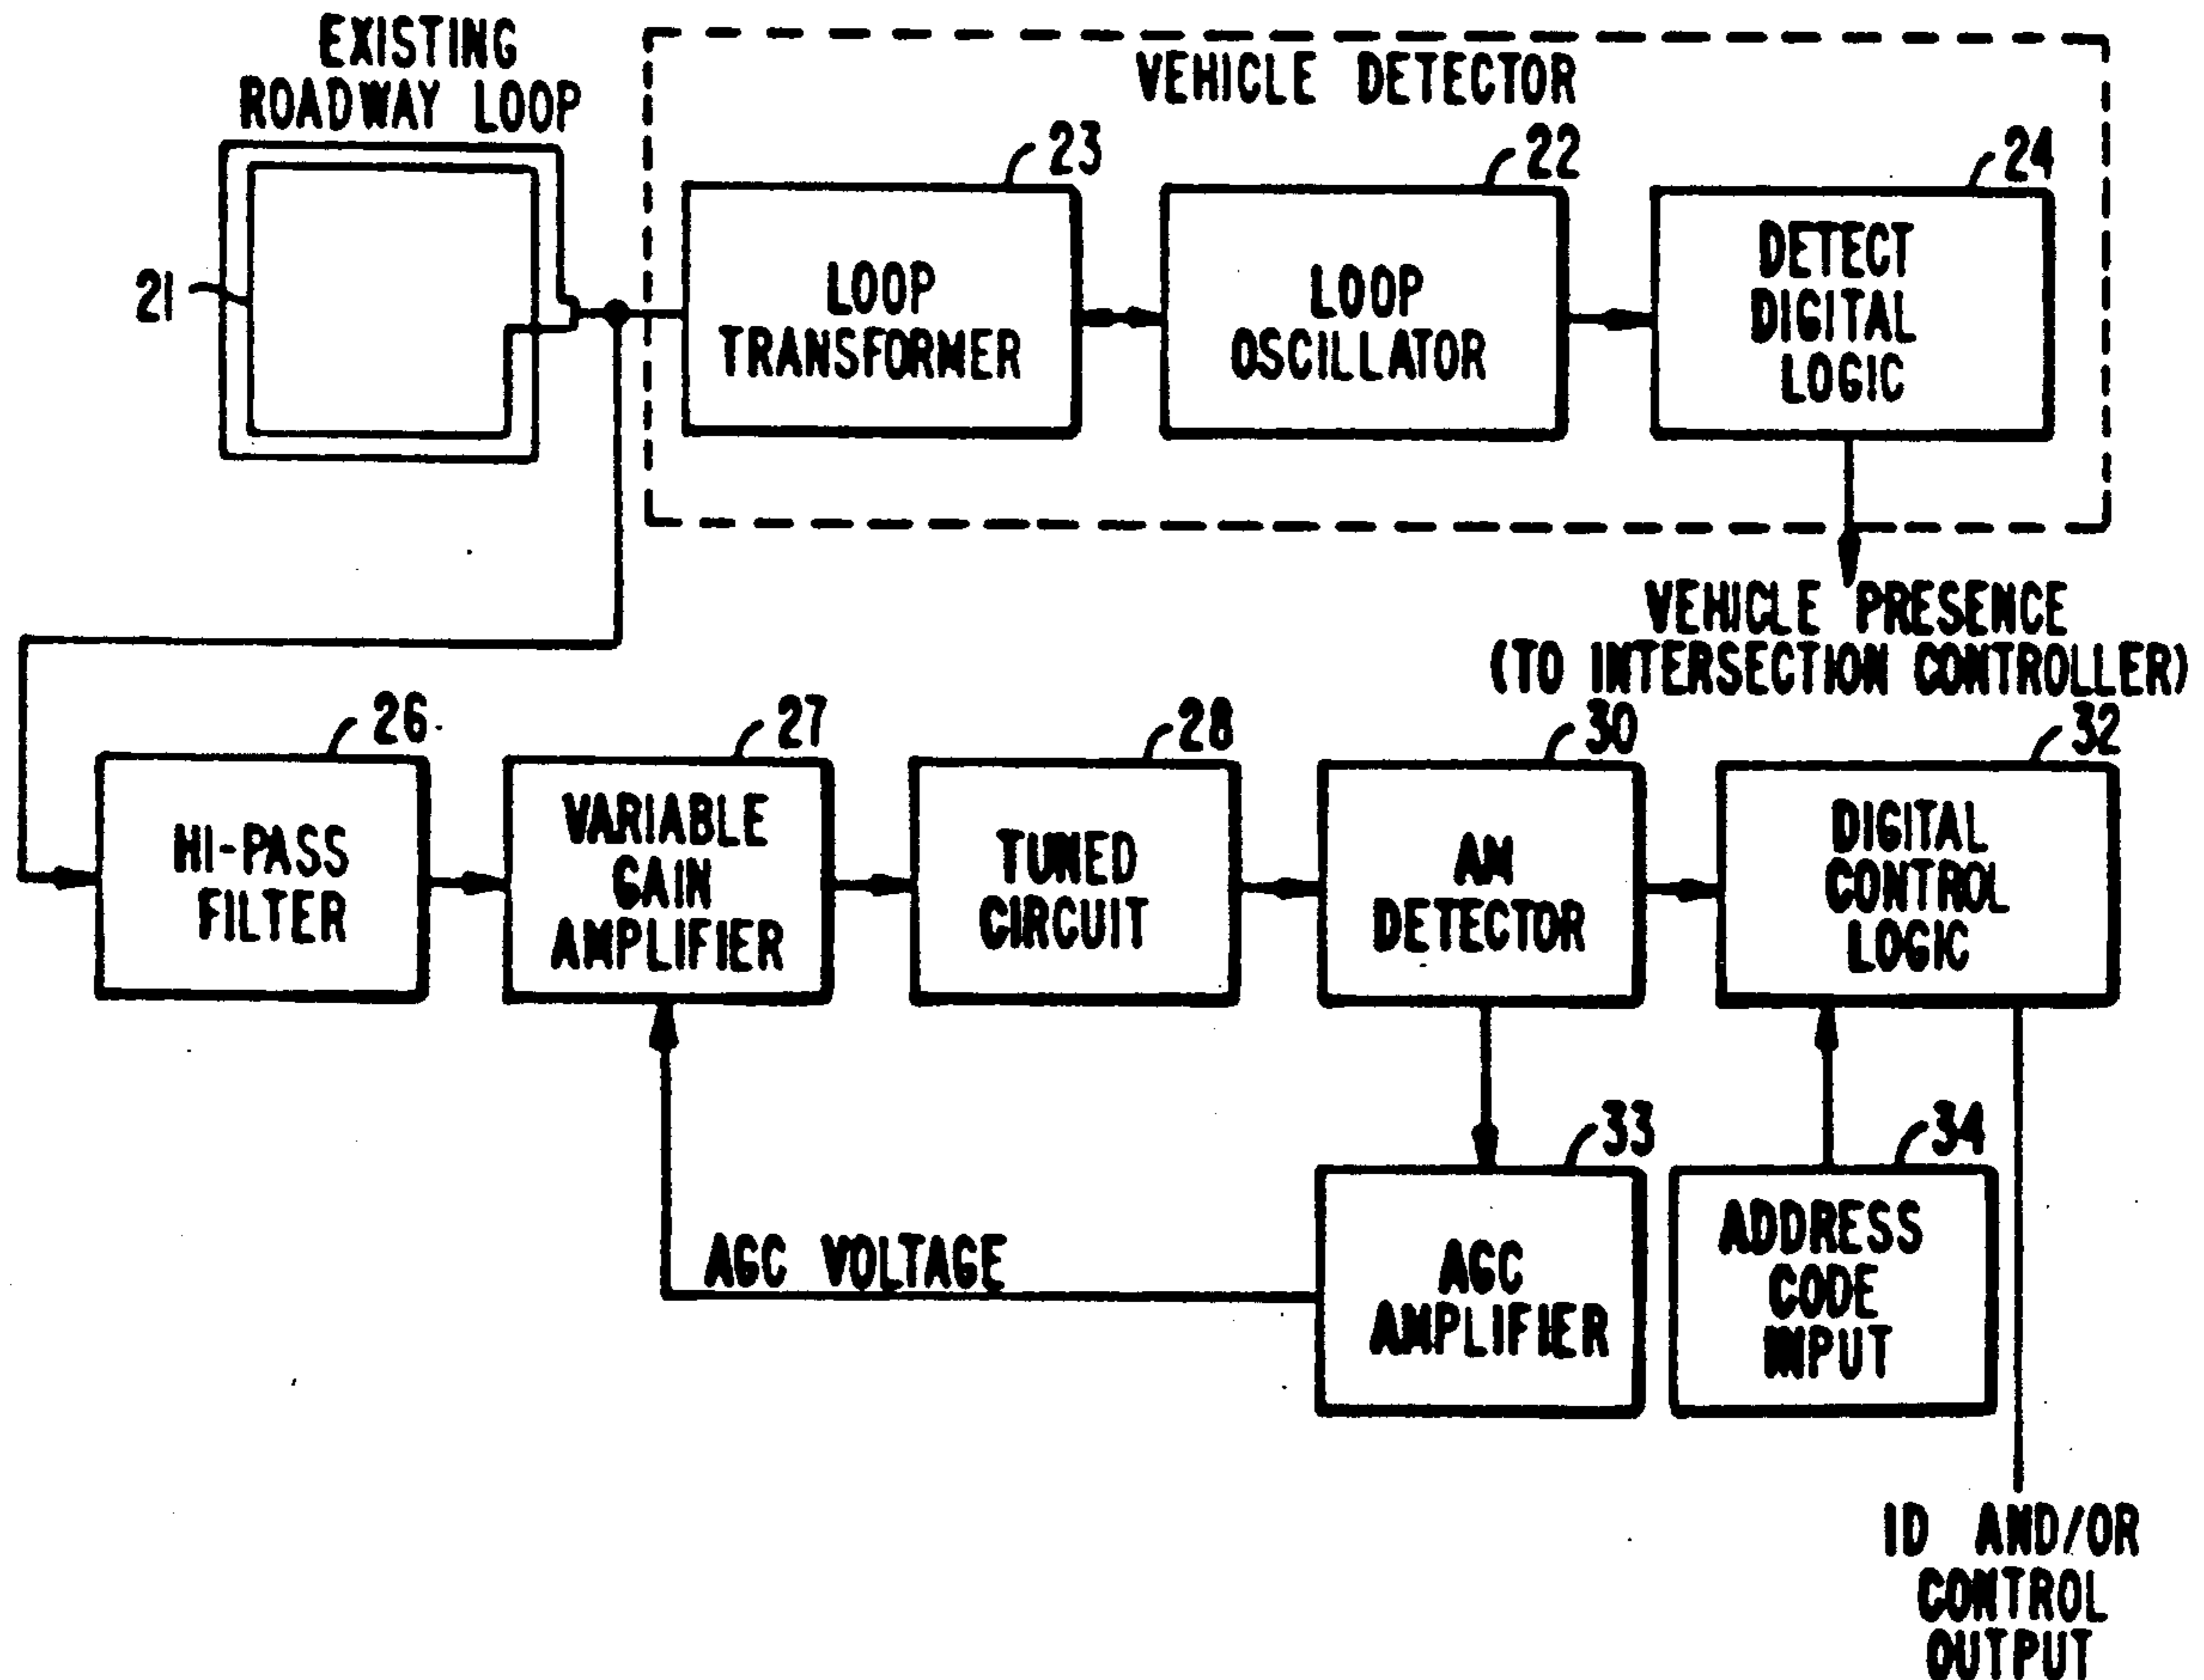 EXISTING
ROADWAY LOOP
VEHICLE DETECTOR
23
22
24
21
LOOP
TRANSFORMER
LOOP
OSCILLATOR
DETECT
DIGITAL
LOGIC
VEHICLE PRESENCE
(TO INTERSECTION CONTROLLER)
26
27
28
30
32
HI-PASS
FILTER
VARIABLE
GAIN
AMPLIFIER
TUNED
CIRCUIT
AM
DETECTOR
DIGITAL
CONTROL
LOGIC
33
34
AGC VOLTAGE
AGC
AMPLIFIER
ADDRESS
CODE
INPUT
ID AND/OR
CONTROL
OUTPUT